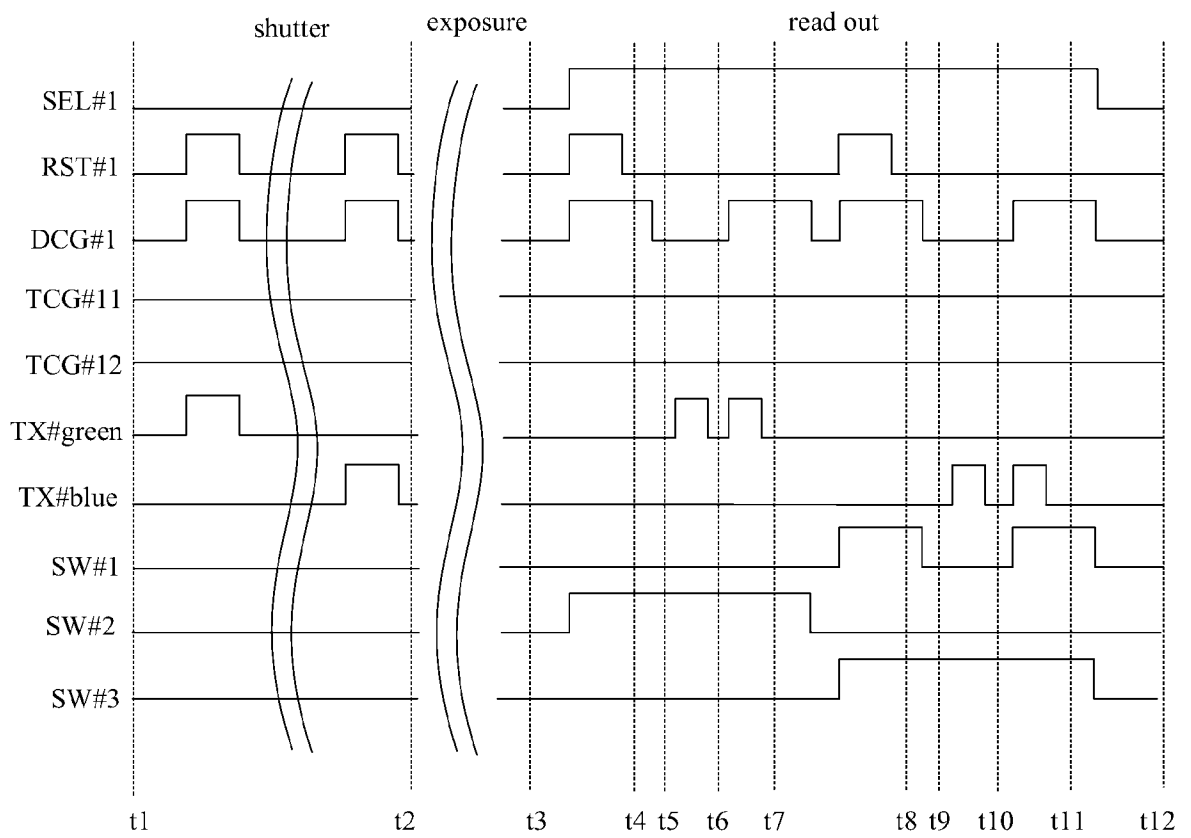 shutter
exposure
read out
SEL#1
RST#1
DCG#1
TCG#11
TCG#12
TX#green
TX#blue
SW#1
SW#2
SW#3
t1 t2 t3 t4 t5 t6 t7 t8 t9 t10 t11 t12